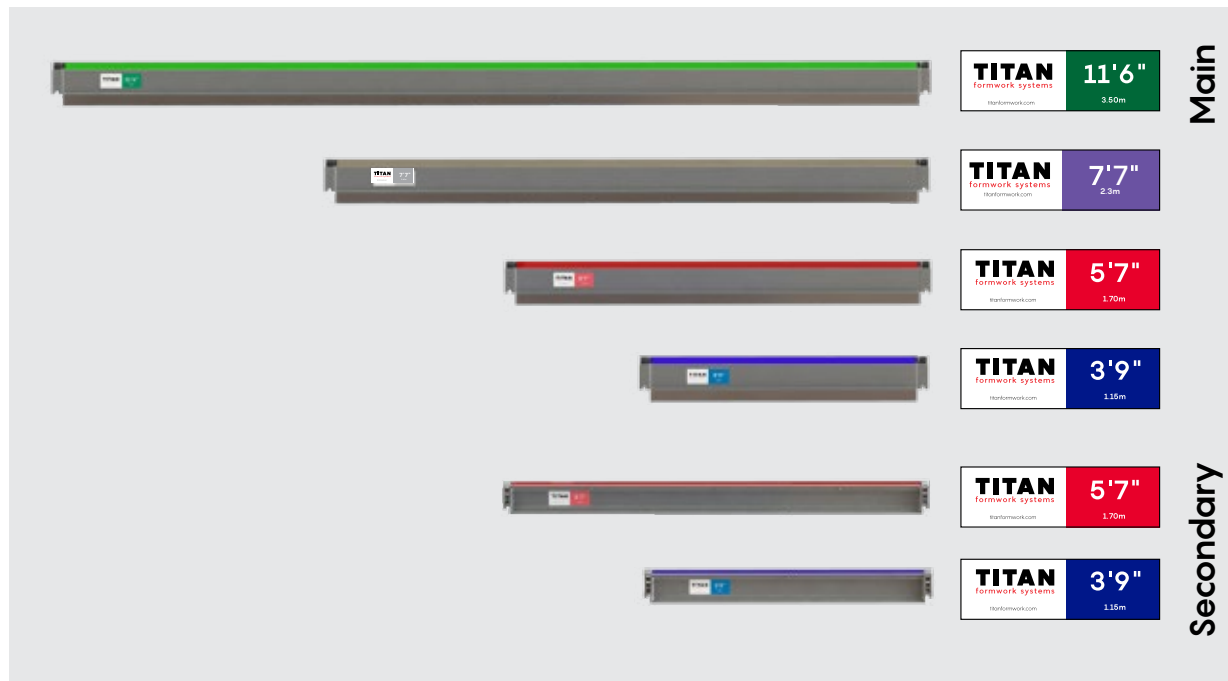 TITAN
formwork systems
titanformwork.com
11'6"
3.50m
Main
TITAN
formwork systems
titanformwork.com
7'7"
2.3m
TITAN
formwork systems
titanformwork.com
5'7"
1.70m
TITAN
formwork systems
titanformwork.com
3'9"
1.15m
TITAN
formwork systems
titanformwork.com
5'7"
1.70m
Secondary
TITAN
formwork systems
titanformwork.com
3'9"
1.15m
TITAN